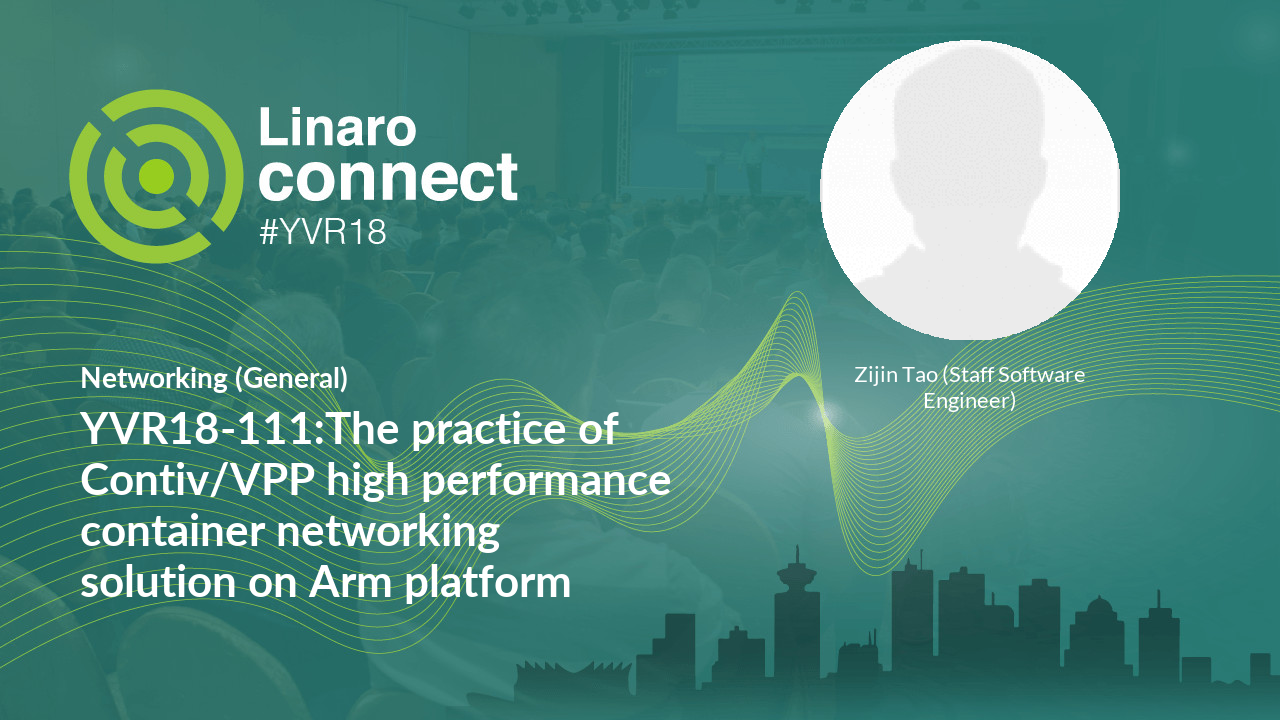 Linaro
connect
#YVR18
Zijin Tao (Staff Software
Engineer)
Networking (General)
YVR18-111:The practice of
Contiv/VPP high performance
container networking
solution on Arm platform